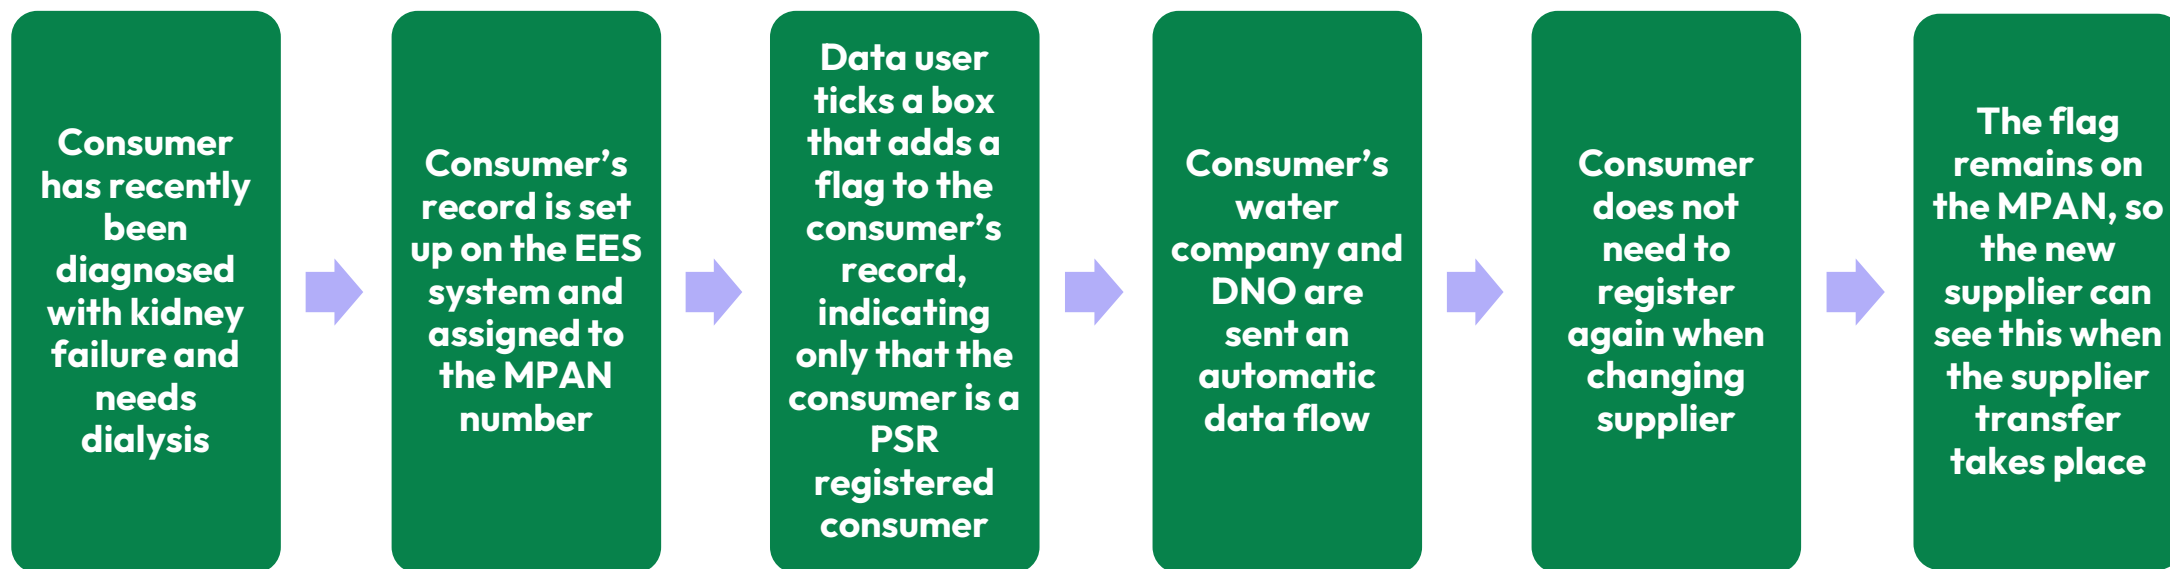 Consumer
has recently
been
diagnosed
with kidney
failure and
needs
dialysis
Consumer’s
record is set
up on the EES
system and
assigned to
the MPAN
number
Data user
ticks a box
that adds a
flag to the
consumer’s
record,
indicating
only that the
consumer is a
PSR
registered
consumer
Consumer’s
water
company and
DNO are
sent an
automatic
data flow
Consumer
does not
need to
register
again when
changing
supplier
The flag
remains on
the MPAN, so
the new
supplier can
see this when
the supplier
transfer
takes place